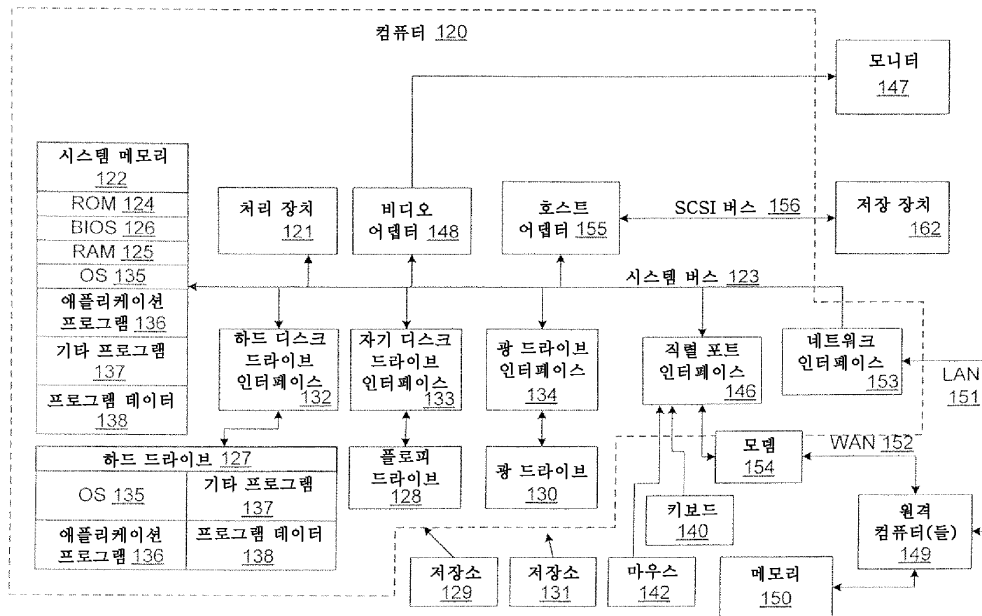 컴퓨터 120
모니터
147
시스템 메모리
122
ROM 124
BIOS 126
RAM 125
OS 135
애플리케이션
프로그램 136
기타 프로그램
137
프로그램 데이터
138
처리 장치
121
비디오
어댑터 148
호스트
어댑터 155
SCSI 버스 156
저장 장치
162
시스템 버스 123
하드 디스크
드라이브
인터페이스
132
자기 디스크
드라이브
인터페이스
133
광 드라이브
인터페이스
134
직렬 포트
인터페이스
146
네트워크
인터페이스
153
LAN
151
하드 드라이브 127
OS 135
기타 프로그램
137
애플리케이션
프로그램 136
프로그램 데이터
138
플로피
드라이브
128
광 드라이브
130
모뎀
154
WAN 152
키보드
140
원격
컴퓨터(들)
149
저장소
129
저장소
131
마우스
142
메모리
150